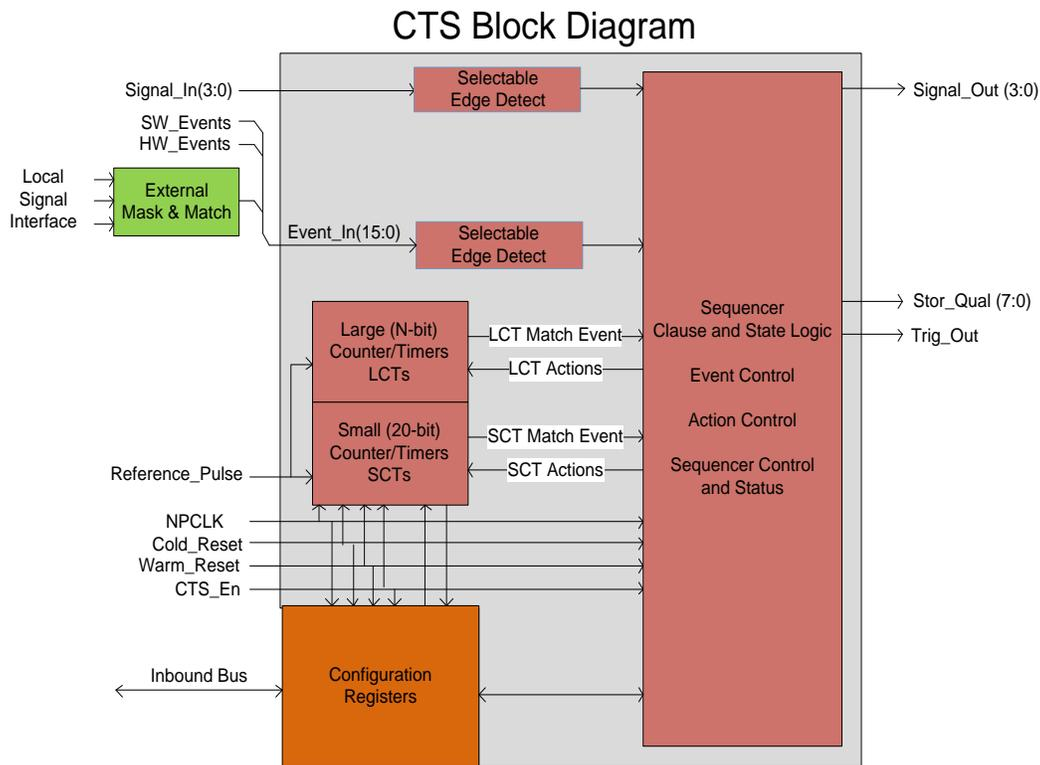 CTS Block Diagram
Signal_In(3:0)
Selectable
Edge Detect
Signal_Out (3:0)
SW_Events
HW_Events
Local
Signal
Interface
External
Mask & Match
Event_In(15:0)
Selectable
Edge Detect
Stor_Qual (7:0)
Trig_Out
Large (N-bit)
Counter/Timers
LCTs
LCT Match Event
LCT Actions
Small (20-bit)
Counter/Timers
SCTs
SCT Match Event
SCT Actions
Sequencer
Clause and State Logic
Event Control
Action Control
Sequencer Control
and Status
Reference_Pulse
NPCLK
Cold_Reset
Warm_Reset
CTS_En
Inbound Bus
Configuration
Registers